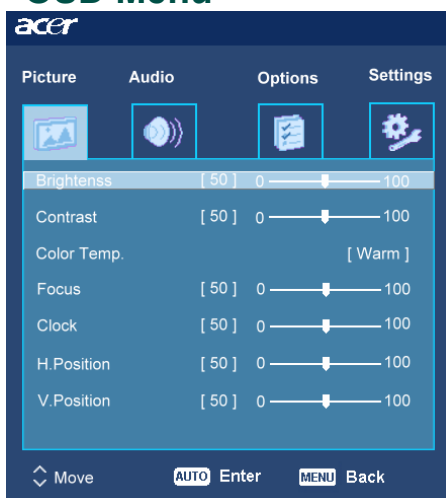 acer
Picture Audio Options Settings
Brightenss [ 50 ] 0 100
Contrast [ 50 ] 0 100
Color Temp. [ Warm ]
Focus [ 50 ] 0 100
Clock [ 50 ] 0 100
H.Position [ 50 ] 0 100
V.Position [ 50 ] 0 100
Move AUTO Enter MENU Back